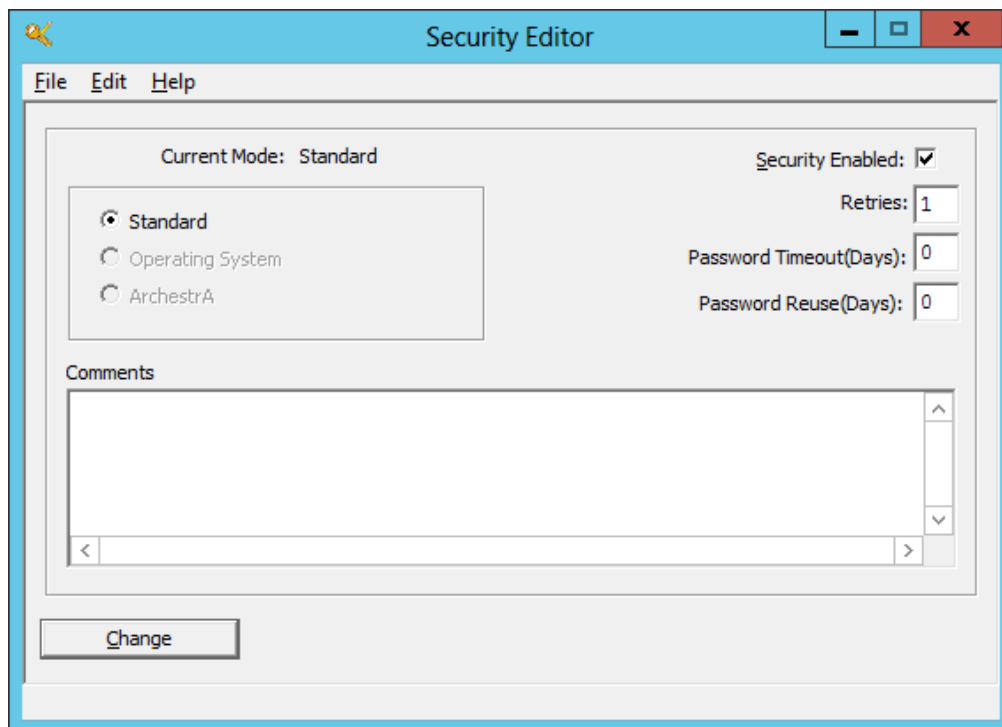 Security Editor
File Edit Help
Current Mode: Standard
Security Enabled:
Standard
Retries: 1
Operating System
Password Timeout(Days): 0
ArchestrA
Password Reuse(Days): 0
Comments
Change